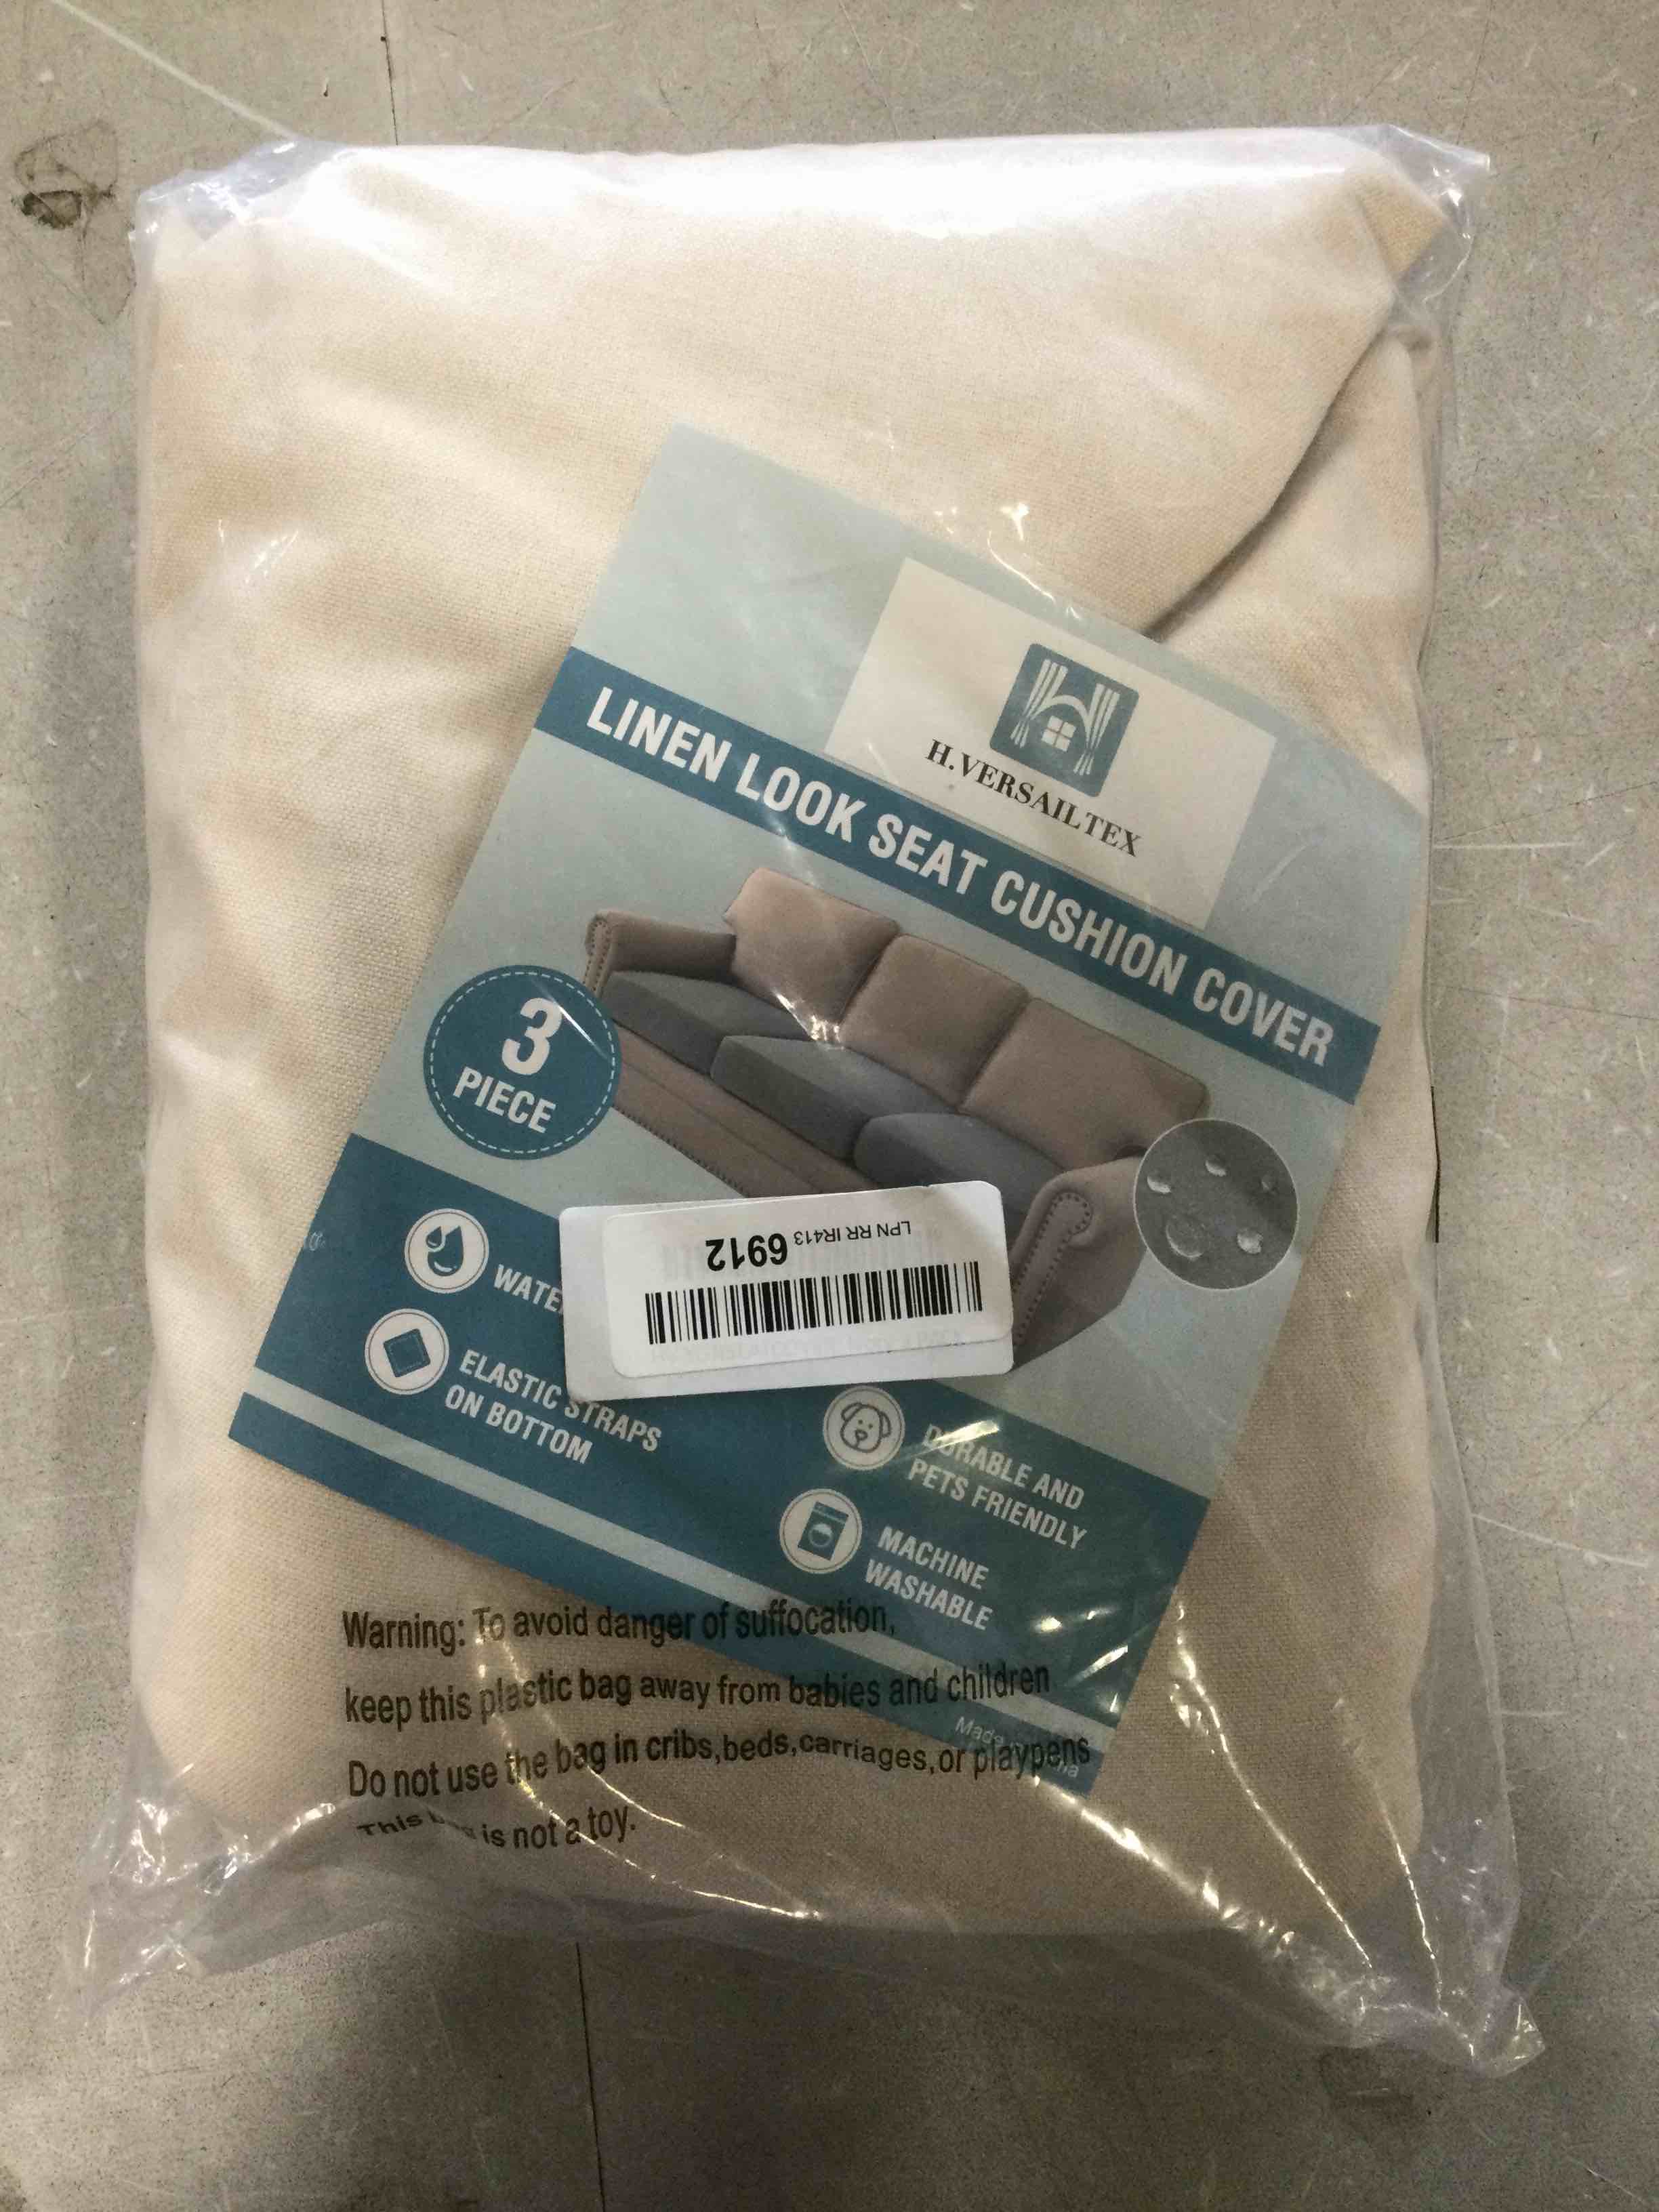 H.VERSAILTEX
LINEN LOOK SEAT CUSHION COVER
3
PIECE
LPN RR IR413 6912
ELASTIC STRAPS
ON BOTTOM
DURABLE AND
PETS FRIENDLY
MACHINE
WASHABLE
Made
Warning: To avoid danger of suffocation,
keep this plastic bag away from babies and children
Do not use the bag in cribs,beds,carriages,or playpens
This bag is not a toy.